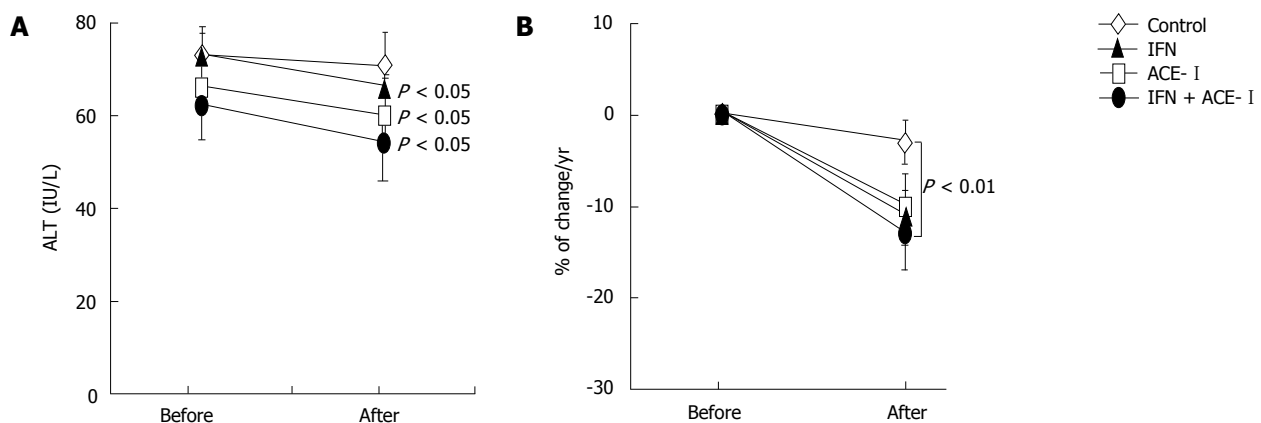 A
80
60
40
20
0
ALT (IU/L)
Before
After
P < 0.05
P < 0.05
P < 0.05
B
10
0
-10
-20
-30
% of change/yr
Before
After
P < 0.01
Control
IFN
ACE- I
IFN + ACE- I